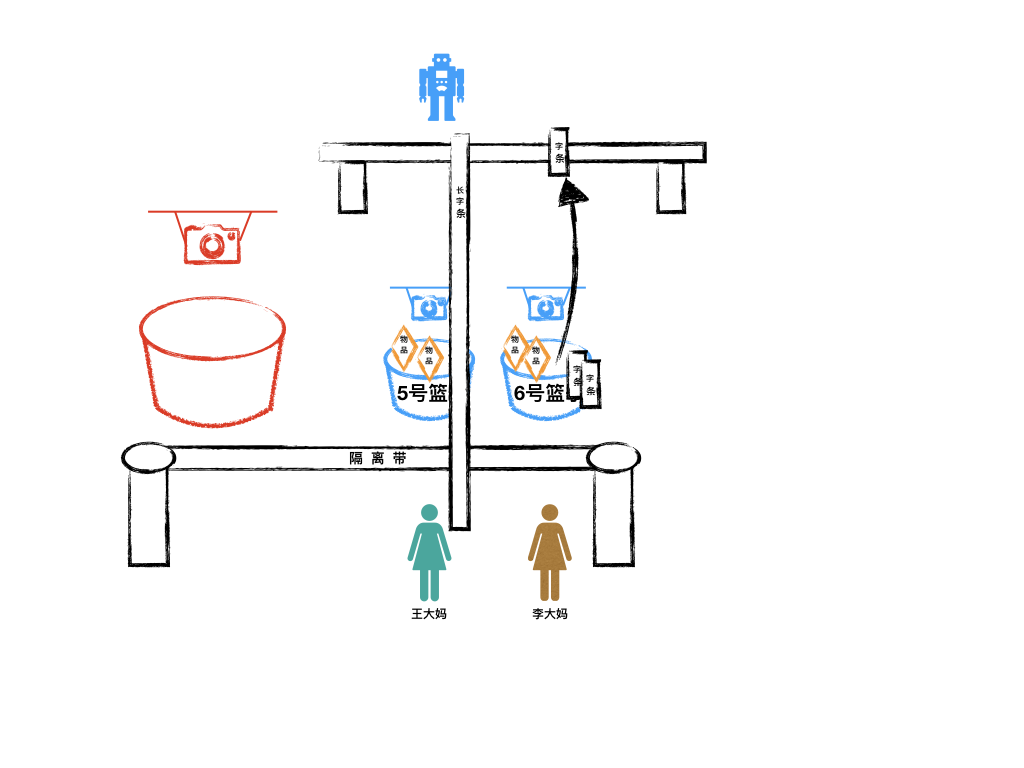 字
条
长
字
条
物
品
物
品
物
品
物
品
5号篮
6号篮
字
条
字
条
隔 离 带
王大妈
李大妈